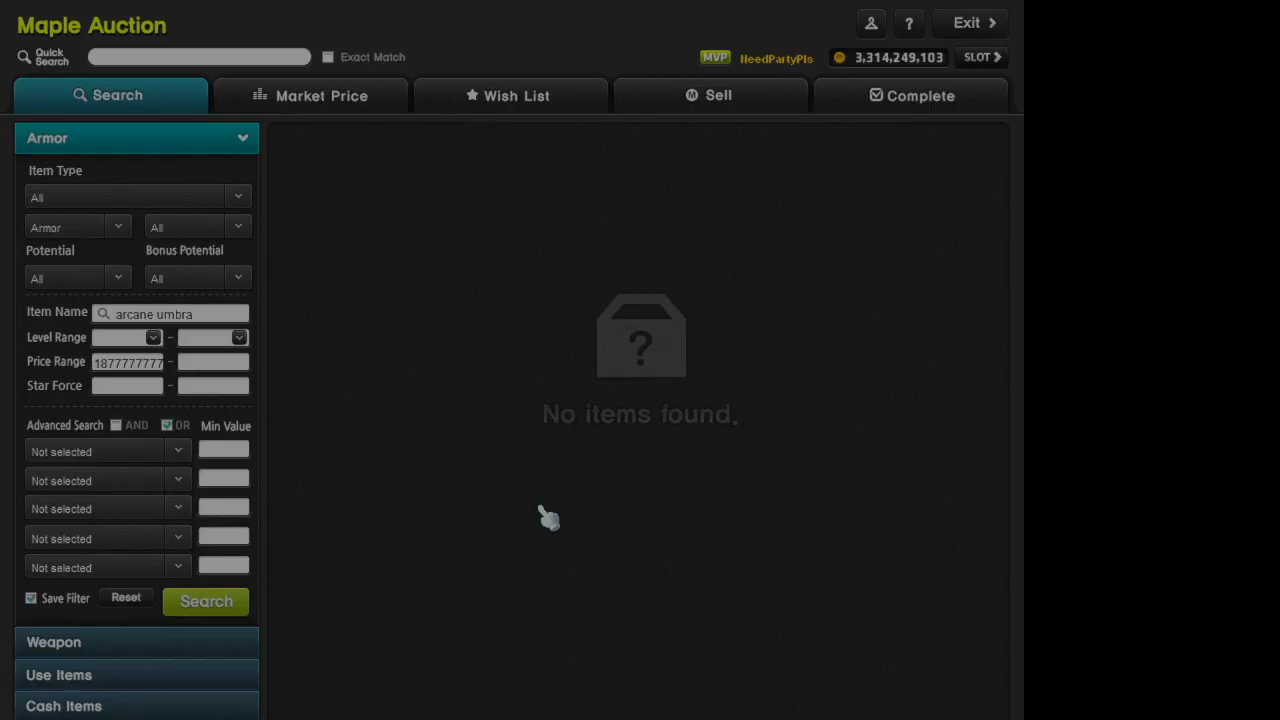 Maple Auction
? Exit >
Quick Search Exact Match MVP NeedPartyPls 3,314,249,103 SLOT >
Search Market Price Wish List Sell Complete
Armor
Item Type
All
Armor All
Potential Bonus Potential
All All
Item Name arcane umbra
Level Range -
Price Range 1877777777 -
Star Force -
Advanced Search AND OR Min Value
Not selected
Not selected
Not selected
Not selected
Not selected
Save Filter Reset Search
Weapon
Use Items
Cash Items
?
No items found.